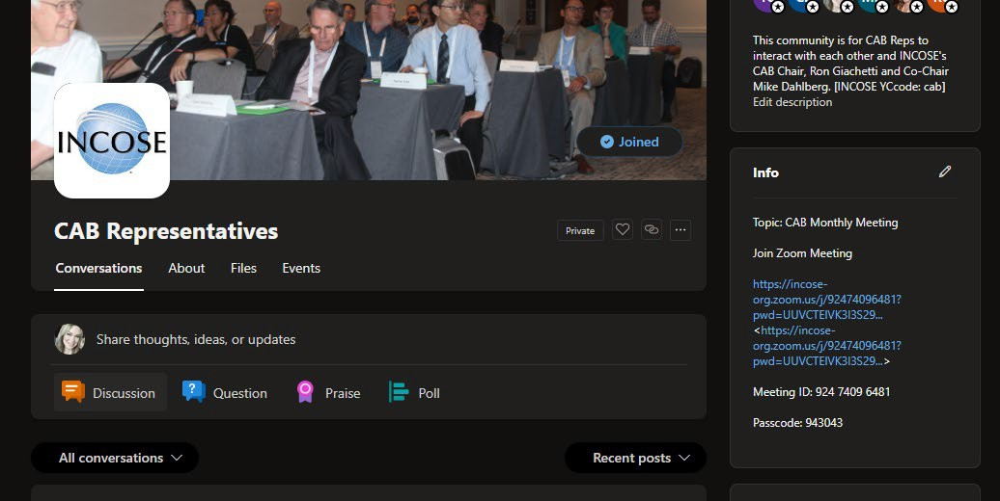 INCOSE
Joined
CAB Representatives
Private
Conversations
About
Files
Events
Share thoughts, ideas, or updates
Discussion
Question
Praise
Poll
All conversations
Recent posts
This community is for CAB Reps to
interact with each other and INCOSE's
CAB Chair, Ron Giachetti and Co-Chair
Mike Dahlberg. [INCOSE YCcode: cab]
Edit description
Info
Topic: CAB Monthly Meeting
Join Zoom Meeting
https://incose-
org.zoom.us/j/92474096481?
pwd=UUVCTElVK3I3S29...
<https://incose-
org.zoom.us/j/92474096481?
pwd=UUVCTElVK3I3S29...>
Meeting ID: 924 7409 6481
Passcode: 943043